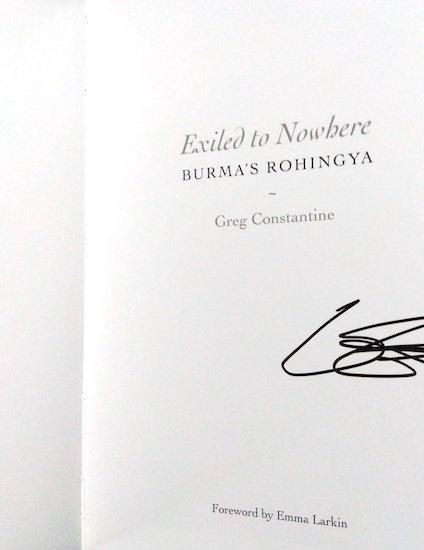 Exiled to Nowhere
BURMA'S ROHINGYA
~
Greg Constantine
Foreword by Emma Larkin